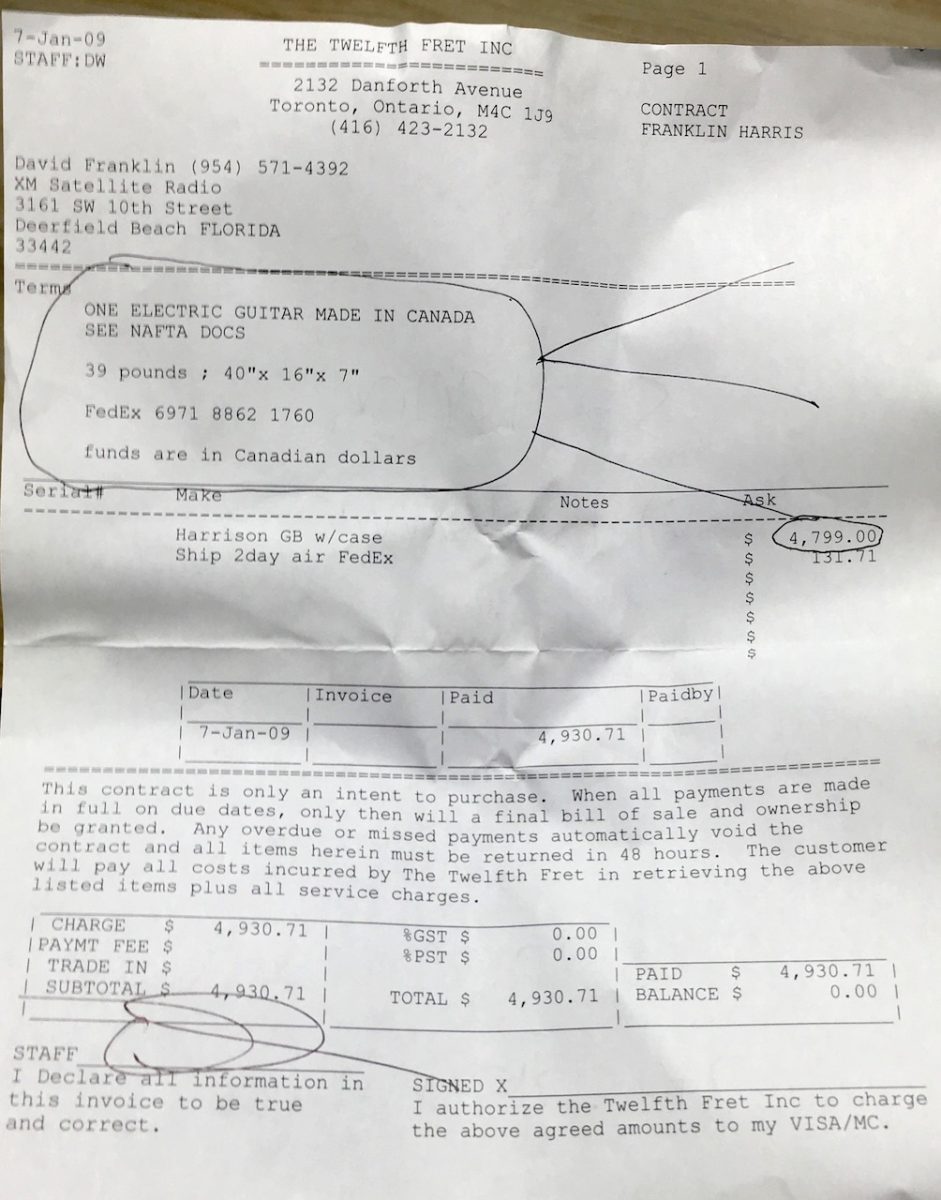 7-Jan-09
STAFF:DW
THE TWELFTH FRET INC
==============================
2132 Danforth Avenue
Toronto, Ontario, M4C 1J9
(416) 423-2132
Page 1
CONTRACT
FRANKLIN HARRIS
David Franklin (954) 571-4392
XM Satellite Radio
3161 SW 10th Street
Deerfield Beach FLORIDA
33442
Terms
ONE ELECTRIC GUITAR MADE IN CANADA
SEE NAFTA DOCS
39 pounds ; 40"x 16"x 7"
FedEx 6971 8862 1760
funds are in Canadian dollars
Serial# Make Notes Ask
Harrison GB w/case $ 4,799.00
Ship 2day air FedEx $ 131.71
$
$
$
$
$
|Date |Invoice |Paid |Paidby|
| 7-Jan-09 | | 4,930.71 | |
This contract is only an intent to purchase. When all payments are made
in full on due dates, only then will a final bill of sale and ownership
be granted. Any overdue or missed payments automatically void the
contract and all items herein must be returned in 48 hours. The customer
will pay all costs incurred by The Twelfth Fret in retrieving the above
listed items plus all service charges.
| CHARGE $ 4,930.71 | %GST $ 0.00 |
|PAYMT FEE $ | %PST $ 0.00 |
| TRADE IN $ | | PAID $ 4,930.71 |
| SUBTOTAL $ 4,930.71 | TOTAL $ 4,930.71 | BALANCE $ 0.00 |
STAFF
I Declare all information in
this invoice to be true
and correct.
SIGNED X
I authorize the Twelfth Fret Inc to charge
the above agreed amounts to my VISA/MC.